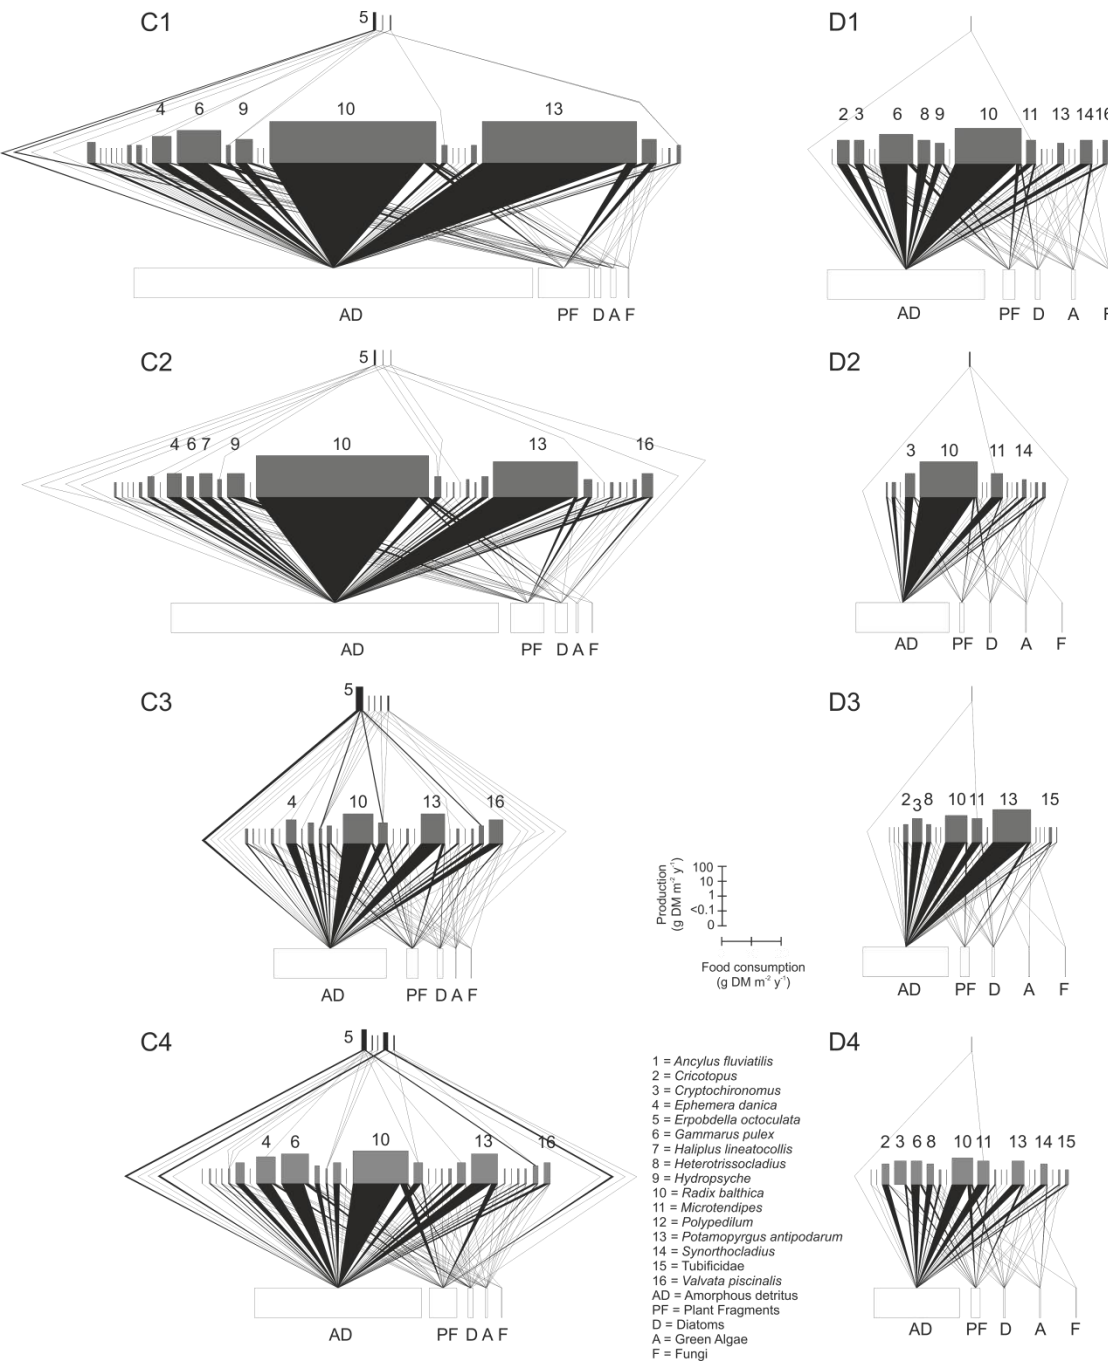 C1
5
4 6 9 10 13
AD PF D A F
D1
2 3 6 8 9 10 11 13 14 16
AD PF D A F
C2
5
4 6 7 9 10 13 16
AD PF D A F
D2
3 10 11 14
AD PF D A F
C3
5
4 10 13 16
AD PF D A F
D3
2 3 8 10 11 13 15
AD PF D A F
Production
(g DM m⁻² y⁻¹)
100
10
1
<0.1
0
Food consumption
(g DM m⁻² y⁻¹)
C4
5
4 6 10 13 16
AD PF D A F
1 = Ancylus fluviatilis
2 = Cricotopus
3 = Cryptochironomus
4 = Ephemera danica
5 = Erpobdella octoculata
6 = Gammarus pulex
7 = Haliplus lineatocollis
8 = Heterotrissocladius
9 = Hydropsyche
10 = Radix balthica
11 = Microtendipes
12 = Polypedilum
13 = Potamopyrgus antipodarum
14 = Synorthocladius
15 = Tubificidae
16 = Valvata piscinalis
AD = Amorphous detritus
PF = Plant Fragments
D = Diatoms
A = Green Algae
F = Fungi
D4
2 3 6 8 10 11 13 14 15
AD PF D A F